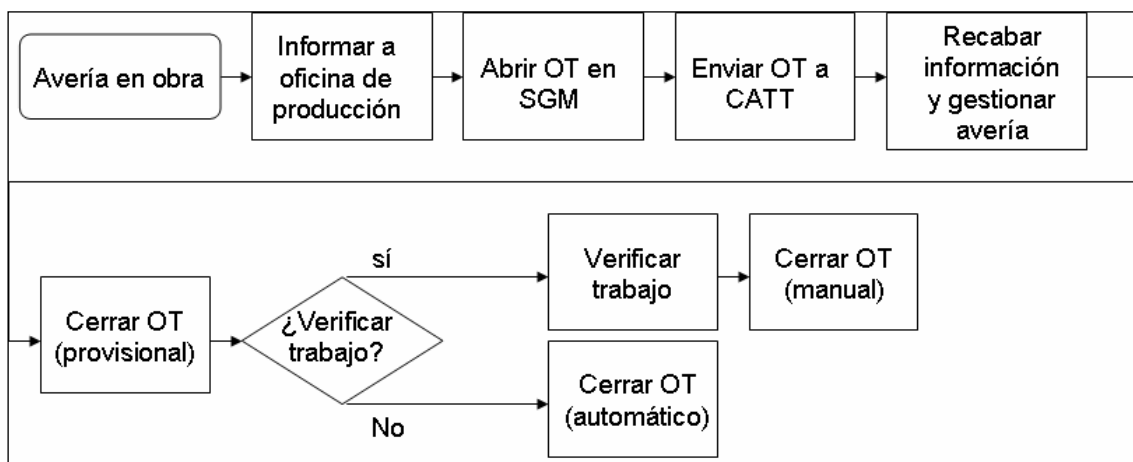 Avería en obra
Informar a
oficina de
producción
Abrir OT en
SGM
Enviar OT a
CATT
Recabar
información
y gestionar
avería
Cerrar OT
(provisional)
¿Verificar
trabajo?
sí
Verificar
trabajo
Cerrar OT
(manual)
No
Cerrar OT
(automático)